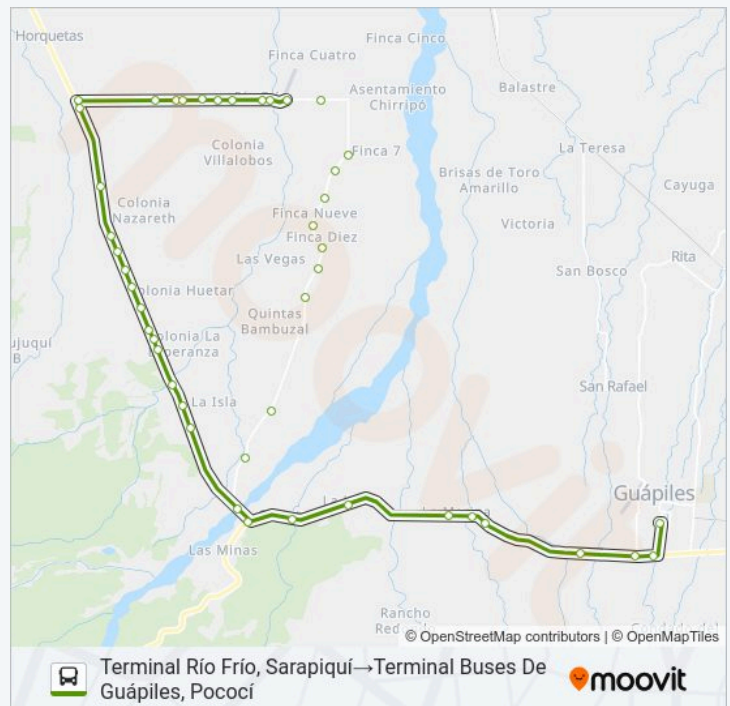 Horquetas
Finca Cinco
Finca Cuatro
Asentamiento
Chirripó
Balastre
Colonia
Villalobos
Finca 7
La Teresa
Brisas de Toro
Amarillo
Cayuga
Colonia
Nazareth
Finca Nueve
Finca Diez
Victoria
Las Vegas
Rita
San Bosco
olonia Huetar
Quintas
Bambuzal
ujuquí
B
olonia La
Esperanza
La Isla
San Rafael
Guápiles
Las Minas
Rancho
© OpenStreetMap contributors | © OpenMapTiles
Terminal Río Frío, Sarapiquí→Terminal Buses De
Guápiles, Pococí
moovit